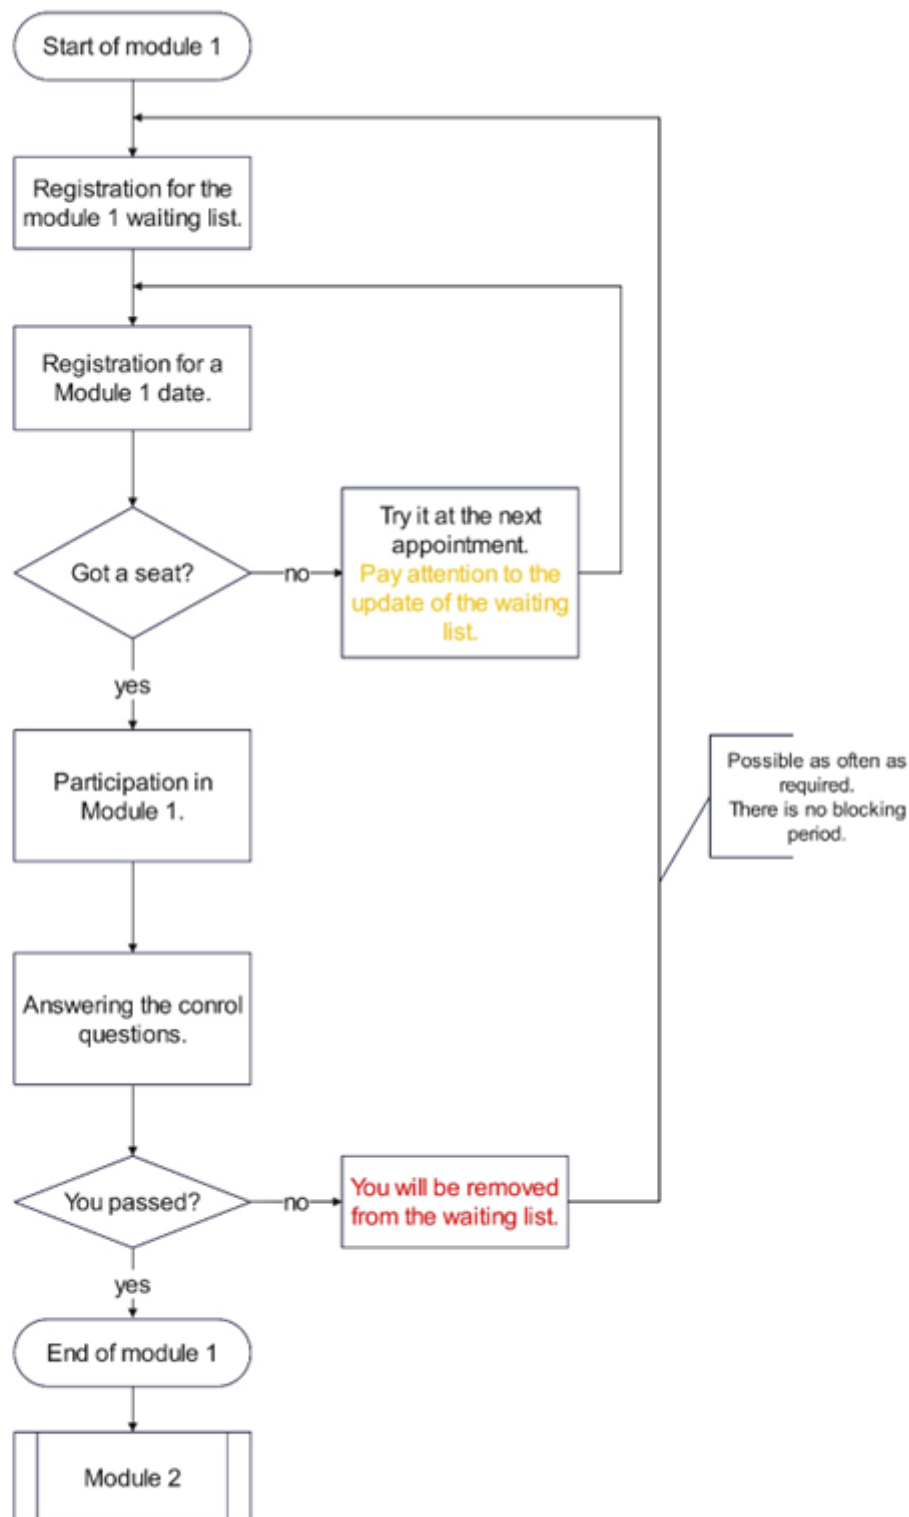 Start of module 1
Registration for the
module 1 waiting list.
Registration for a
Module 1 date.
Got a seat?
no
Try it at the next
appointment.
Pay attention to the
update of the waiting
list.
yes
Participation in
Module 1.
Possible as often as
required.
There is no blocking
period.
Answering the conrol
questions.
You passed?
no
You will be removed
from the waiting list.
yes
End of module 1
Module 2